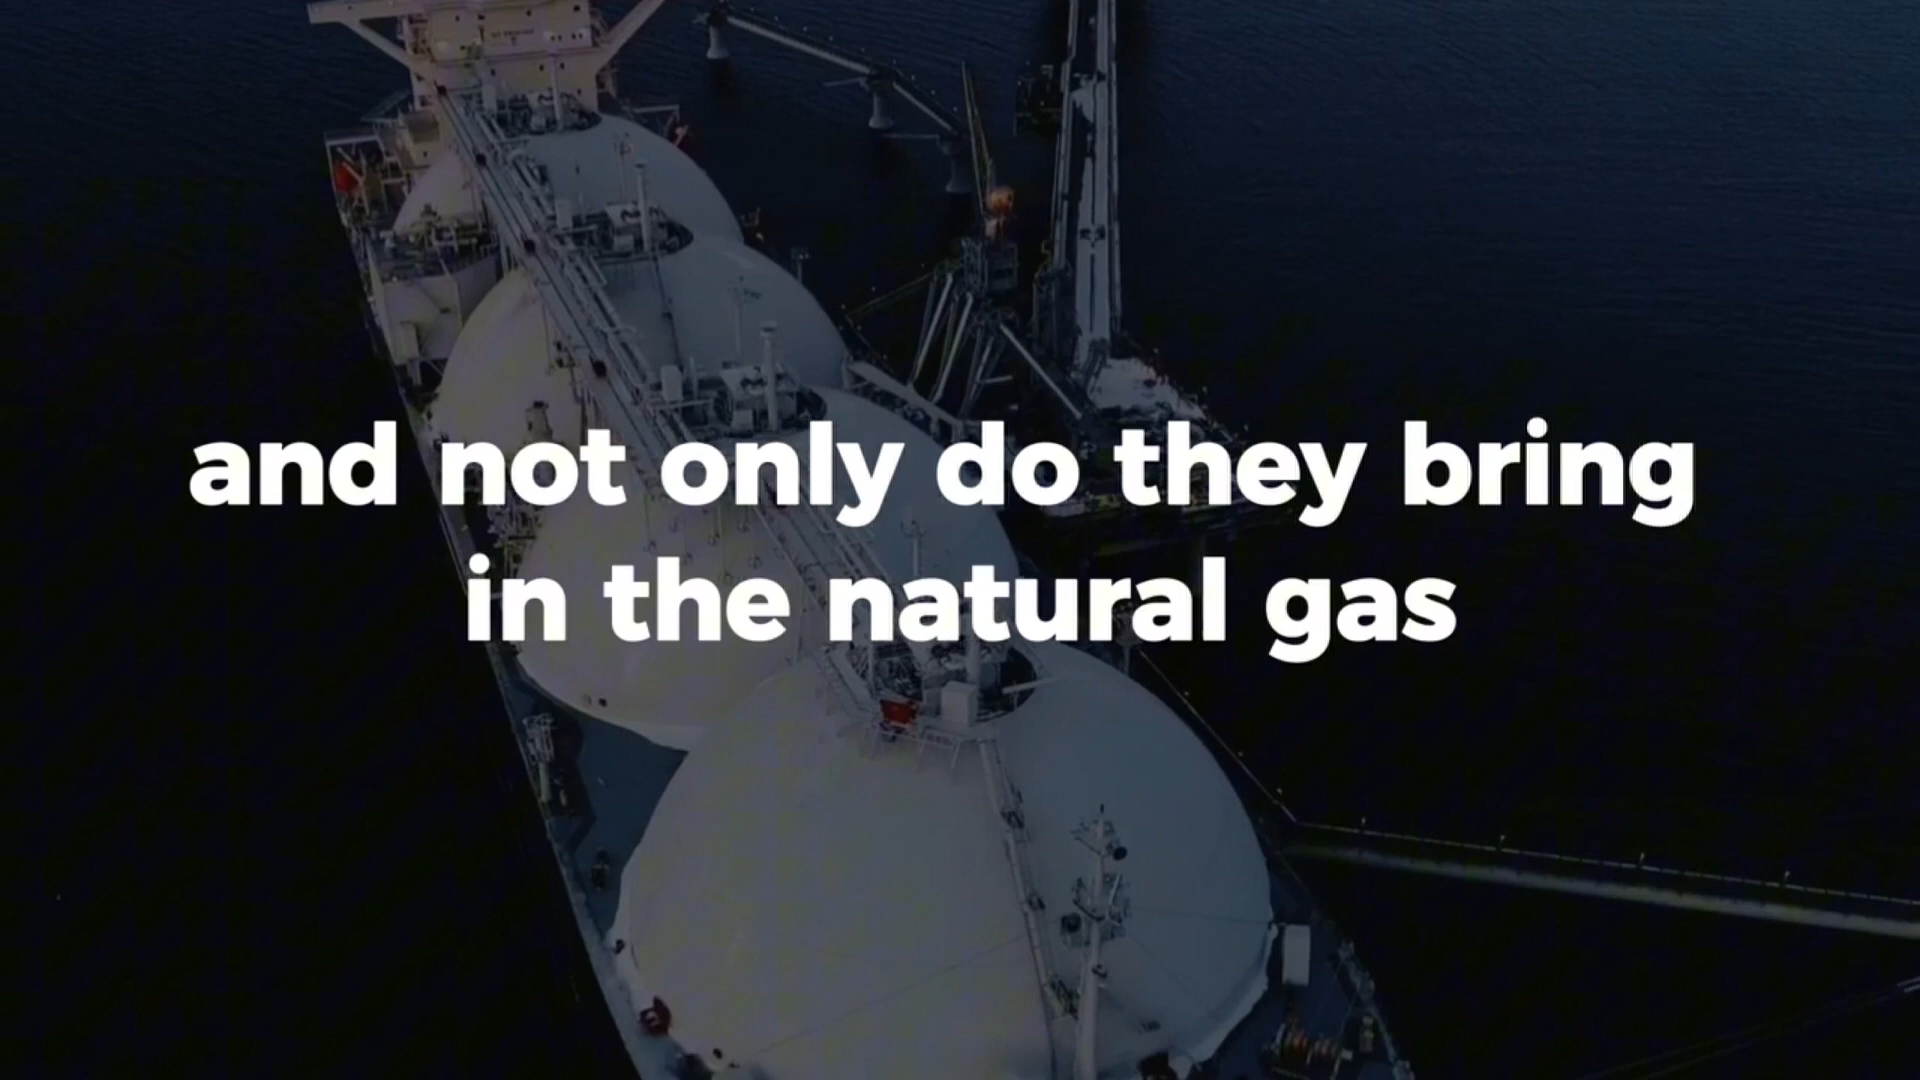 and not only do they bring
in the natural gas